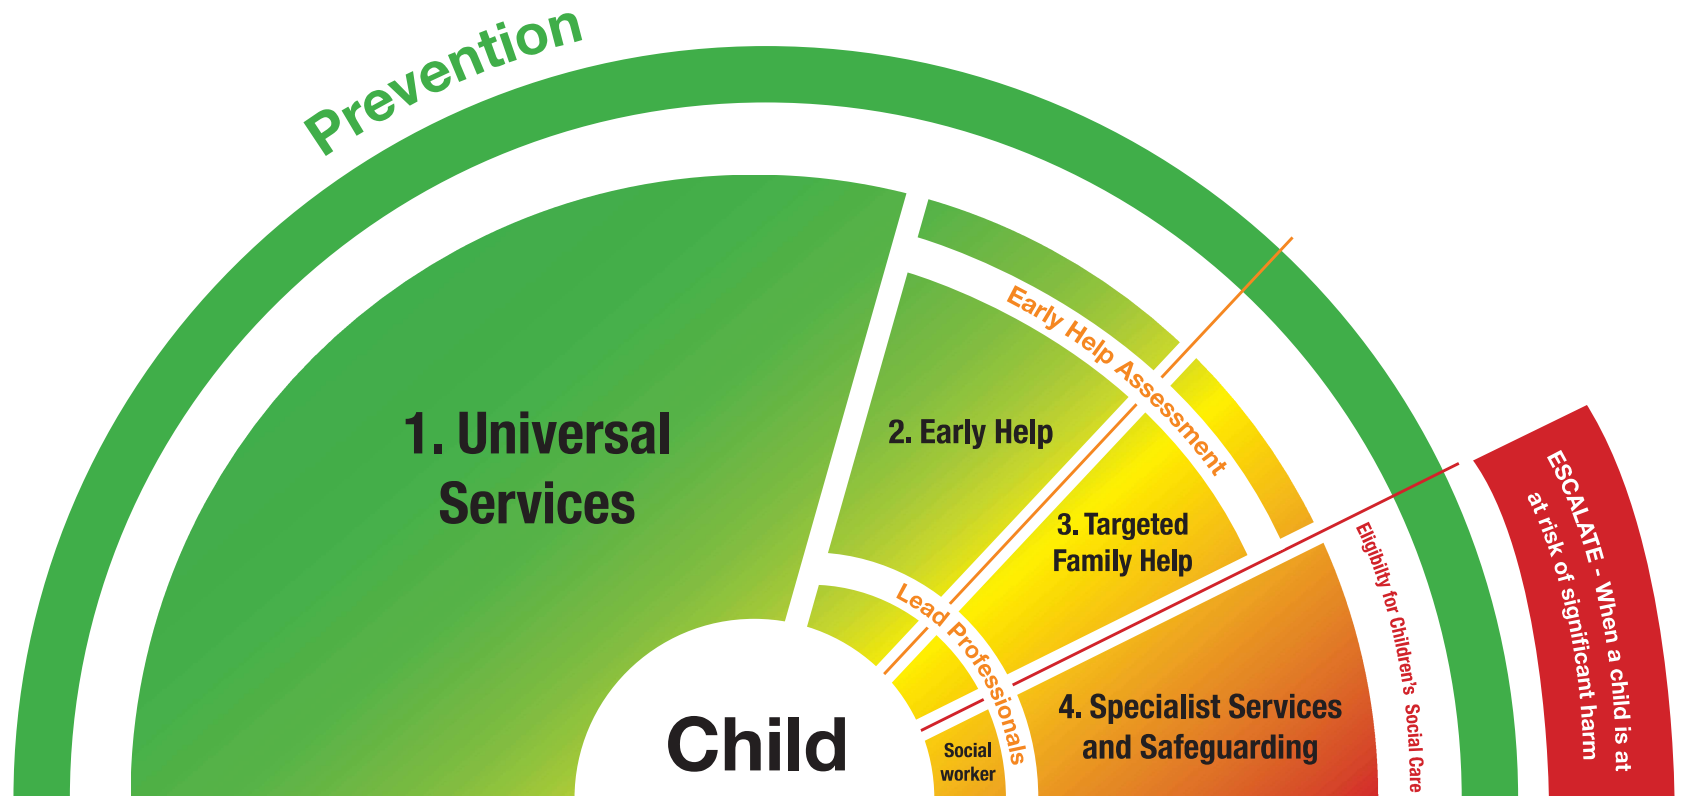 Prevention
1. Universal
Services
2. Early Help
Early Help Assessment
3. Targeted
Family Help
Lead Professionals
4. Specialist Services
and Safeguarding
Social
worker
Child
Eligibilty for Children's Social Care
ESCALATE - When a child is at
at risk of significant harm